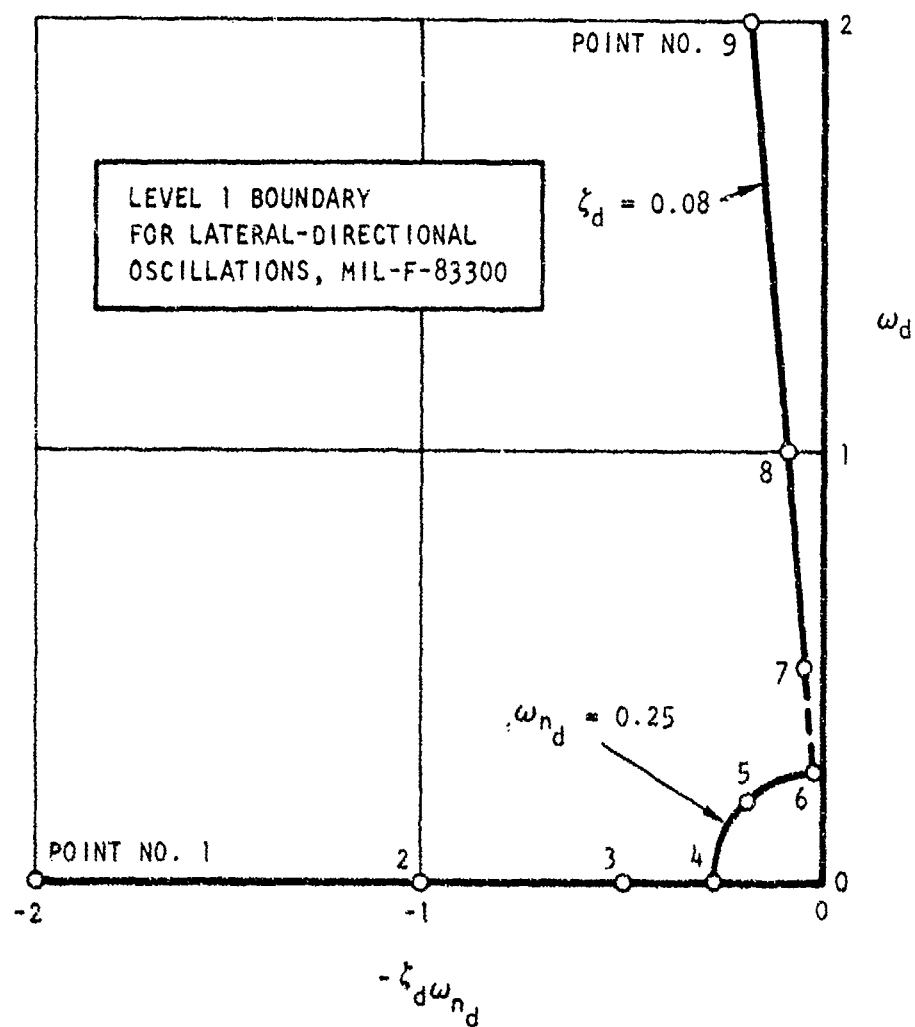 2
POINT NO. 9
LEVEL 1 BOUNDARY
FOR LATERAL-DIRECTIONAL
OSCILLATIONS, MIL-F-83300
ζd = 0.08
ωd
1
8
7
ωnd = 0.25
5
6
POINT NO. 1
2
3
4
0
-2
-1
0
-ζdωnd